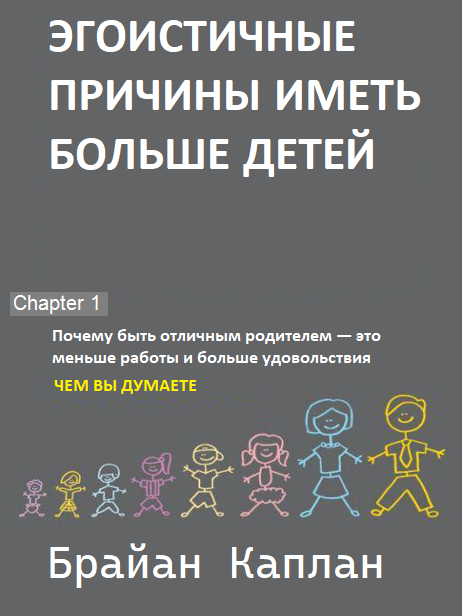 ЭГОИСТИЧНЫЕ
ПРИЧИНЫ ИМЕТЬ
БОЛЬШЕ ДЕТЕЙ
Chapter 1
Почему быть отличным родителем — это
меньше работы и больше удовольствия
ЧЕМ ВЫ ДУМАЕТЕ
Брайан Каплан